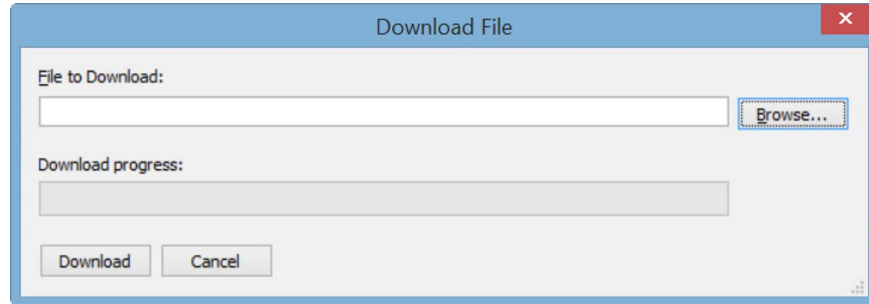 Download File
File to Download:
Browse...
Download progress:
Download Cancel